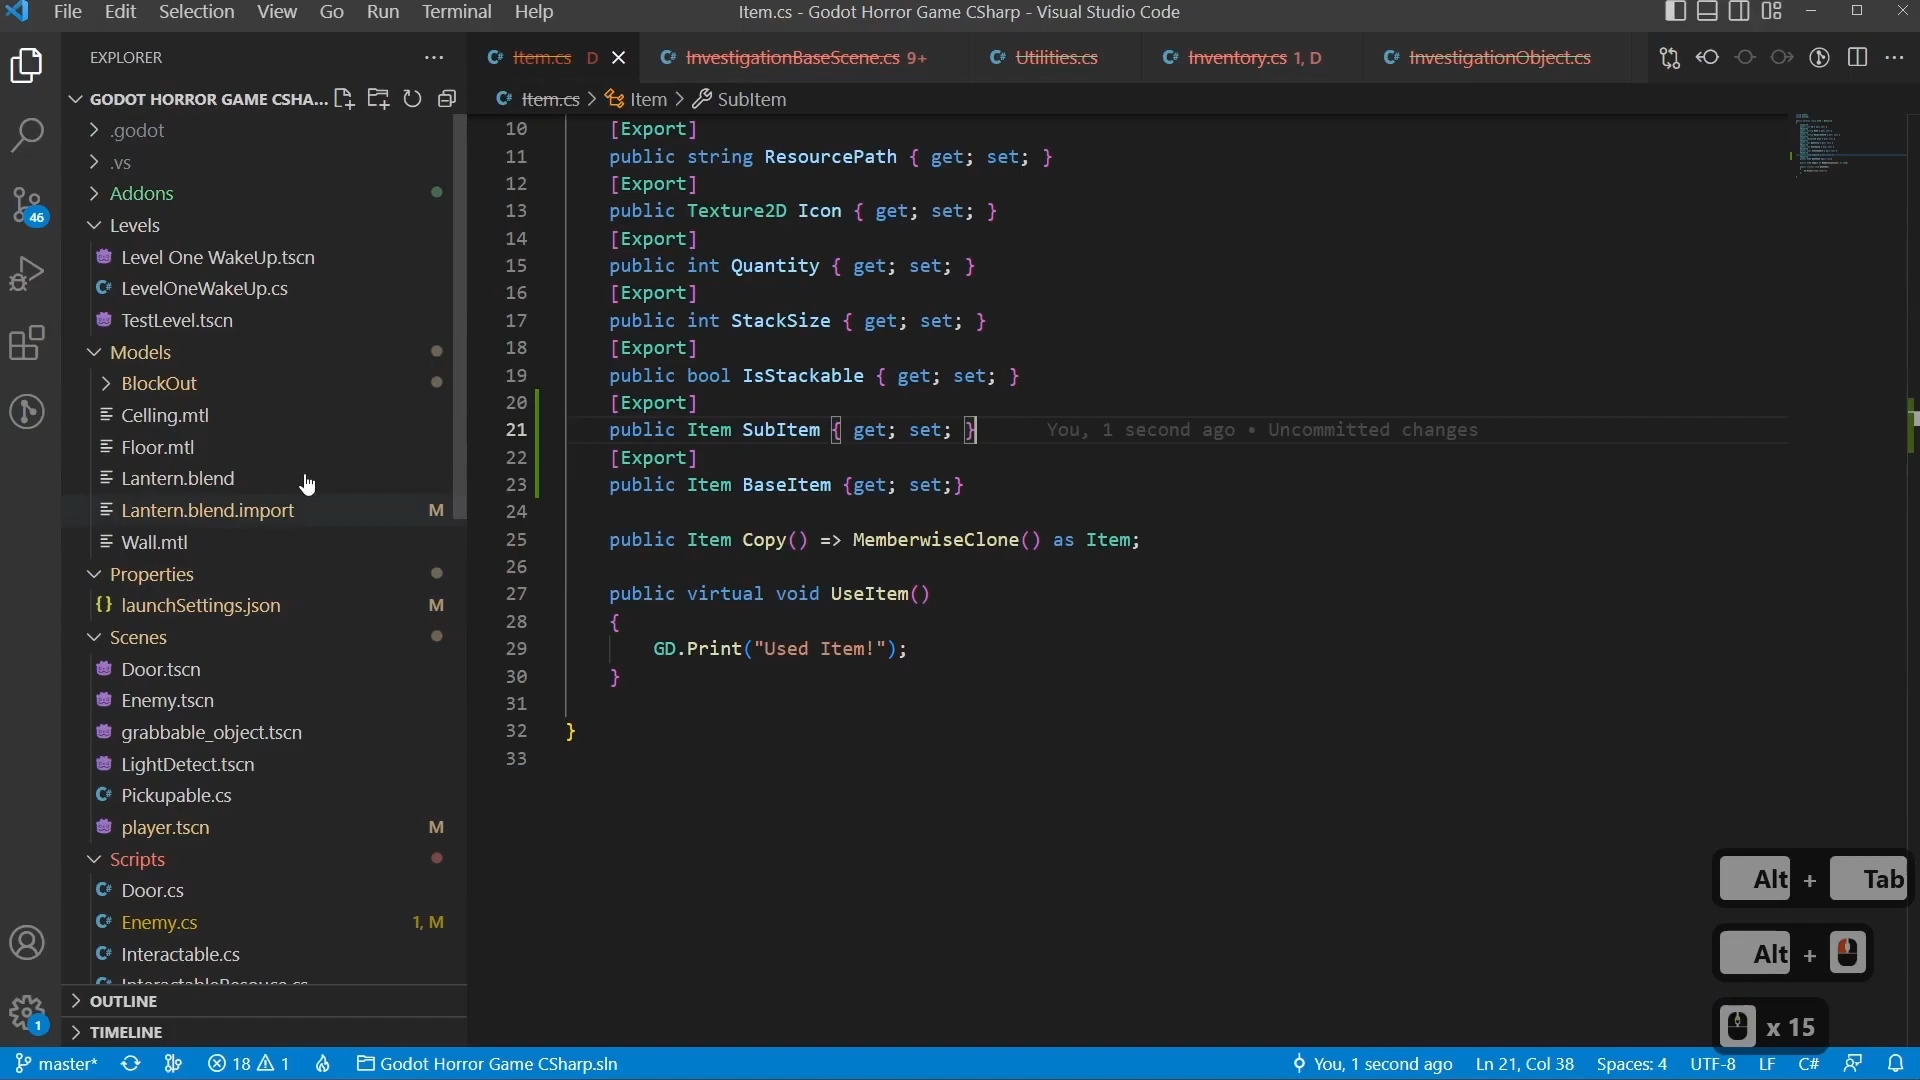 File Edit Selection View Go Run Terminal Help
Item.cs - Godot Horror Game CSharp - Visual Studio Code
EXPLORER
GODOT HORROR GAME CSHA...
.godot
.vs
Addons
Levels
Level One WakeUp.tscn
LevelOneWakeUp.cs
TestLevel.tscn
Models
BlockOut
Celling.mtl
Floor.mtl
Lantern.blend
Lantern.blend.import M
Wall.mtl
Properties
{} launchSettings.json M
Scenes
Door.tscn
Enemy.tscn
grabbable_object.tscn
LightDetect.tscn
Pickupable.cs
player.tscn M
Scripts
Door.cs
Enemy.cs 1, M
Interactable.cs
InteractableResouce.cs
OUTLINE
TIMELINE
46
1
Item.cs D
InvestigationBaseScene.cs 9+
Utilities.cs
Inventory.cs 1, D
InvestigationObject.cs
Item.cs > Item > SubItem
10 [Export]
11 public string ResourcePath { get; set; }
12 [Export]
13 public Texture2D Icon { get; set; }
14 [Export]
15 public int Quantity { get; set; }
16 [Export]
17 public int StackSize { get; set; }
18 [Export]
19 public bool IsStackable { get; set; }
20 [Export]
21 public Item SubItem { get; set; } You, 1 second ago • Uncommitted changes
22 [Export]
23 public Item BaseItem {get; set;}
24
25 public Item Copy() => MemberwiseClone() as Item;
26
27 public virtual void UseItem()
28 {
29 GD.Print("Used Item!");
30 }
31
32 }
33
Alt + Tab
Alt +
x 15
master* 18 1 Godot Horror Game CSharp.sln
You, 1 second ago Ln 21, Col 38 Spaces: 4 UTF-8 LF C#